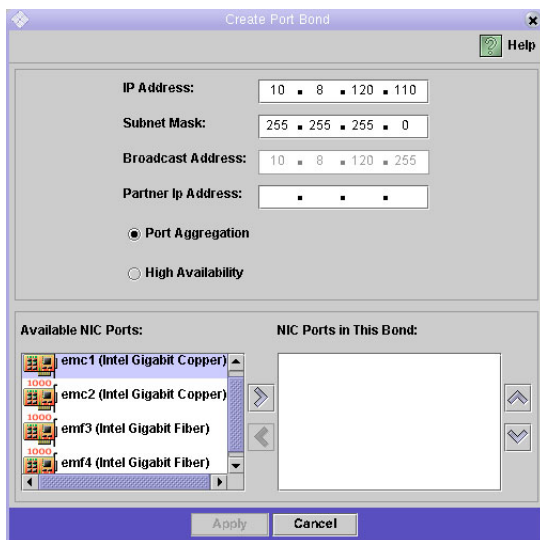 Create Port Bond
Help
IP Address: 10 . 8 . 120 . 110
Subnet Mask: 255 . 255 . 255 . 0
Broadcast Address: 10 . 8 . 120 . 255
Partner Ip Address: . . .
Port Aggregation
High Availability
Available NIC Ports: NIC Ports in This Bond:
emc1 (Intel Gigabit Copper)
1000
emc2 (Intel Gigabit Copper)
1000
emf3 (Intel Gigabit Fiber)
1000
emf4 (Intel Gigabit Fiber)
Apply Cancel